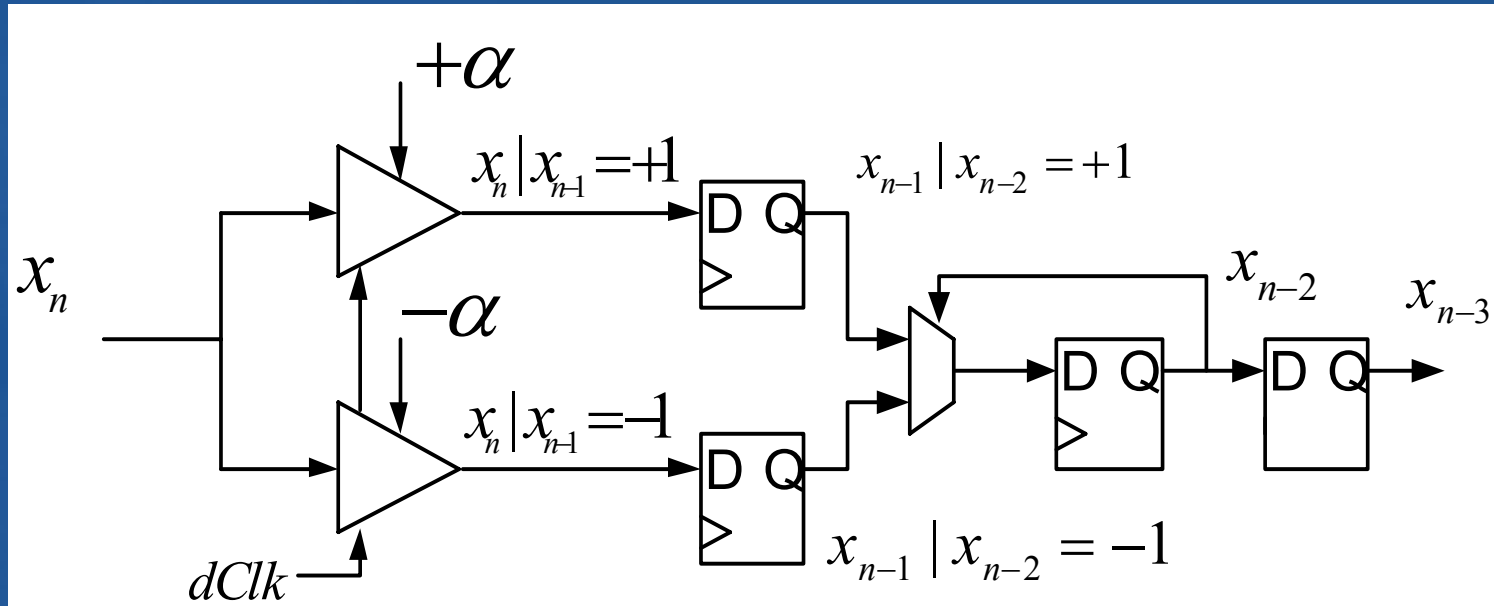 +α
x_n | x_{n-1} = +1
x_{n-1} | x_{n-2} = +1
D Q
x_n
x_{n-2}
x_{n-3}
−α
D Q
D Q
x_n | x_{n-1} = −1
D Q
x_{n-1} | x_{n-2} = −1
dClk